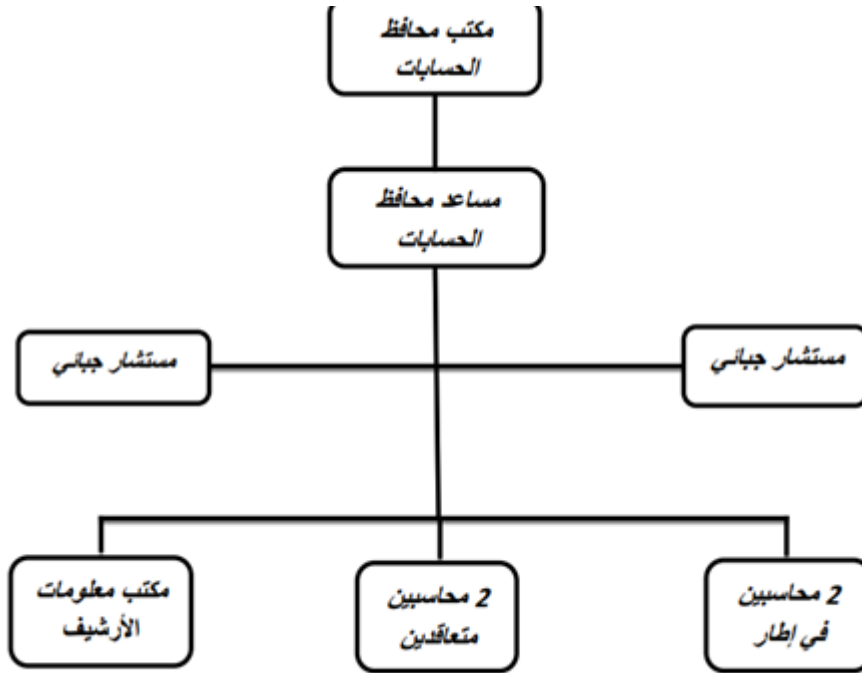 مكتب محافظ
الحسابات
مساعد محافظ
الحسابات
مستشار جبائي
مستشار جبائي
2 محاسبين
في إطار
2 محاسبين
متعاقدين
مكتب معلومات
الأرشيف